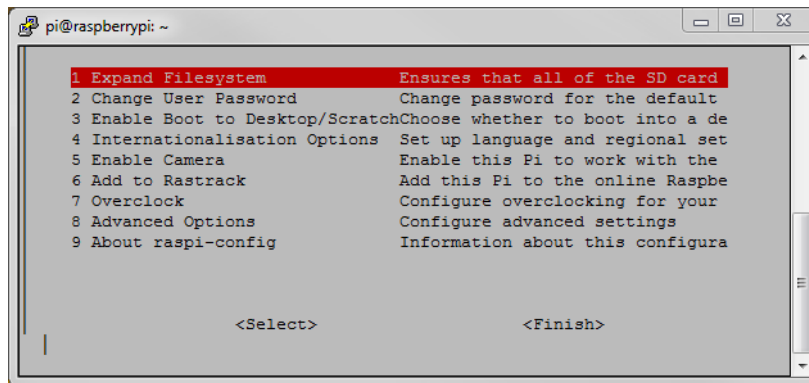 pi@raspberrypi: ~
1 Expand Filesystem Ensures that all of the SD card
2 Change User Password Change password for the default
3 Enable Boot to Desktop/ScratchChoose whether to boot into a de
4 Internationalisation Options Set up language and regional set
5 Enable Camera Enable this Pi to work with the
6 Add to Rastrack Add this Pi to the online Raspbe
7 Overclock Configure overclocking for your
8 Advanced Options Configure advanced settings
9 About raspi-config Information about this configura
<Select> <Finish>